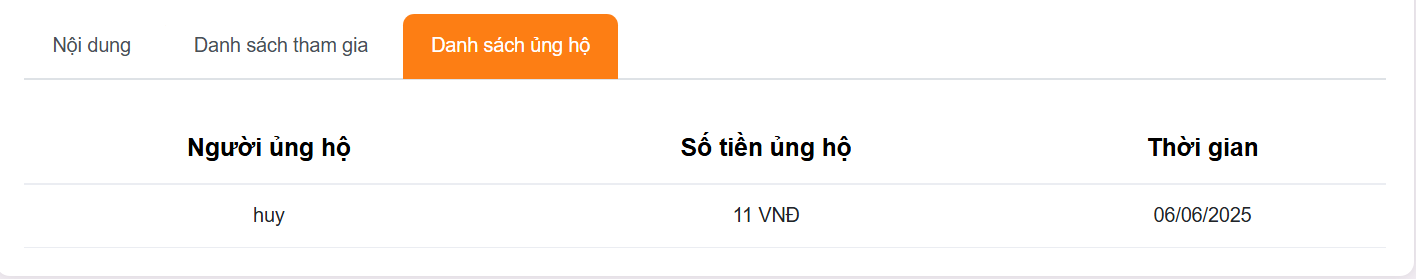 Nội dung Danh sách tham gia Danh sách ủng hộ
Người ủng hộ Số tiền ủng hộ Thời gian
huy 11 VNĐ 06/06/2025